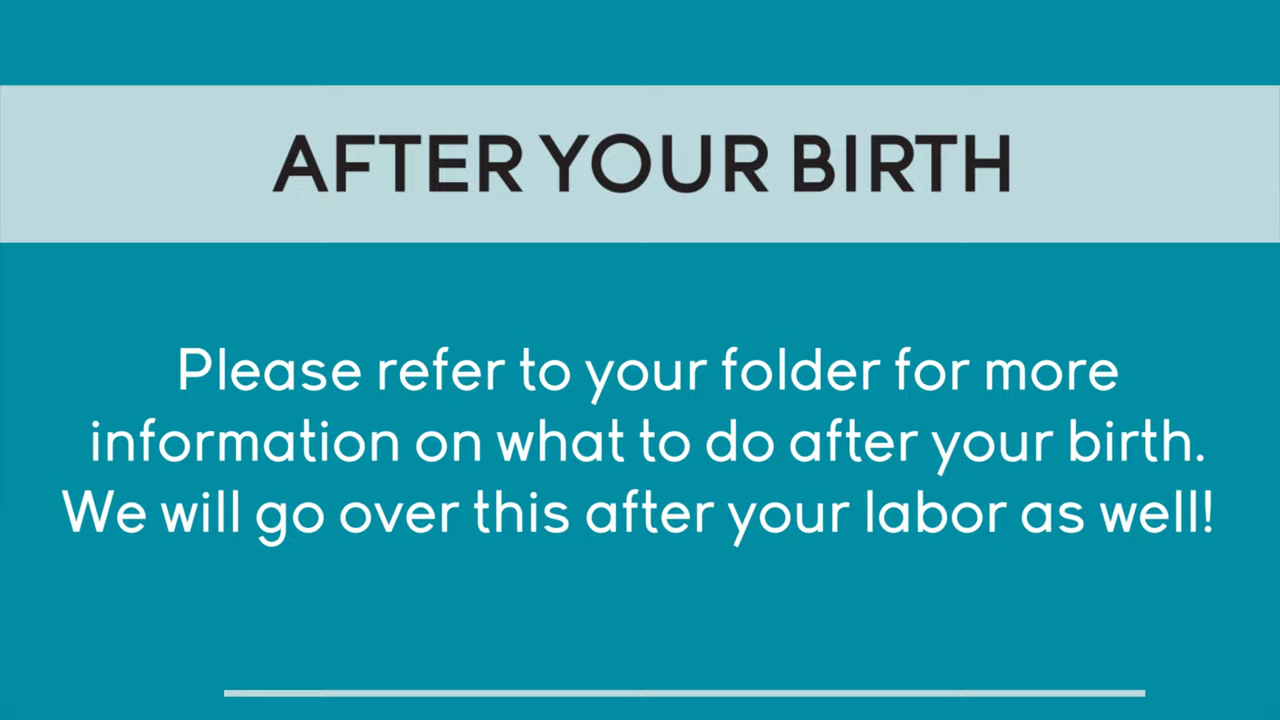 AFTER YOUR BIRTH
Please refer to your folder for more
information on what to do after your birth.
We will go over this after your labor as well!